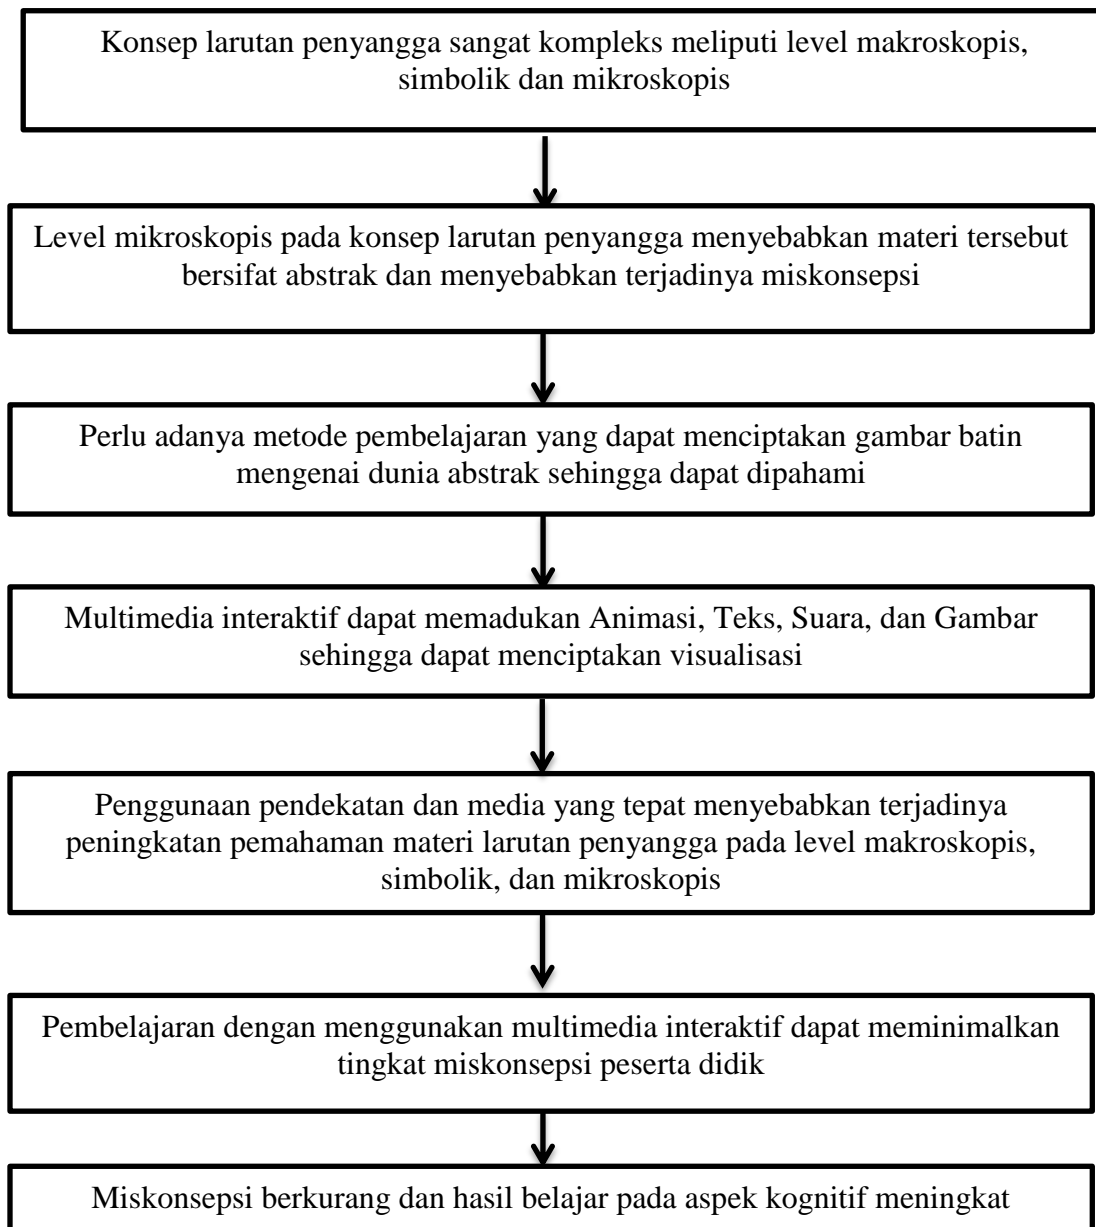 Konsep larutan penyangga sangat kompleks meliputi level makroskopis,
simbolik dan mikroskopis
Level mikroskopis pada konsep larutan penyangga menyebabkan materi tersebut
bersifat abstrak dan menyebabkan terjadinya miskonsepsi
Perlu adanya metode pembelajaran yang dapat menciptakan gambar batin
mengenai dunia abstrak sehingga dapat dipahami
Multimedia interaktif dapat memadukan Animasi, Teks, Suara, dan Gambar
sehingga dapat menciptakan visualisasi
Penggunaan pendekatan dan media yang tepat menyebabkan terjadinya
peningkatan pemahaman materi larutan penyangga pada level makroskopis,
simbolik, dan mikroskopis
Pembelajaran dengan menggunakan multimedia interaktif dapat meminimalkan
tingkat miskonsepsi peserta didik
Miskonsepsi berkurang dan hasil belajar pada aspek kognitif meningkat